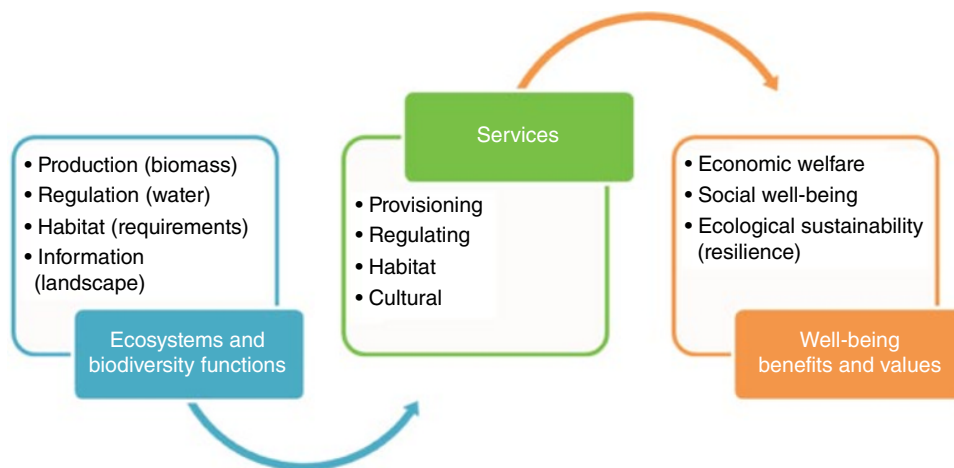 • Production (biomass)
• Regulation (water)
• Habitat (requirements)
• Information
(landscape)
Ecosystems and
biodiversity functions
Services
• Provisioning
• Regulating
• Habitat
• Cultural
• Economic welfare
• Social well-being
• Ecological sustainability
(resilience)
Well-being
benefits and values